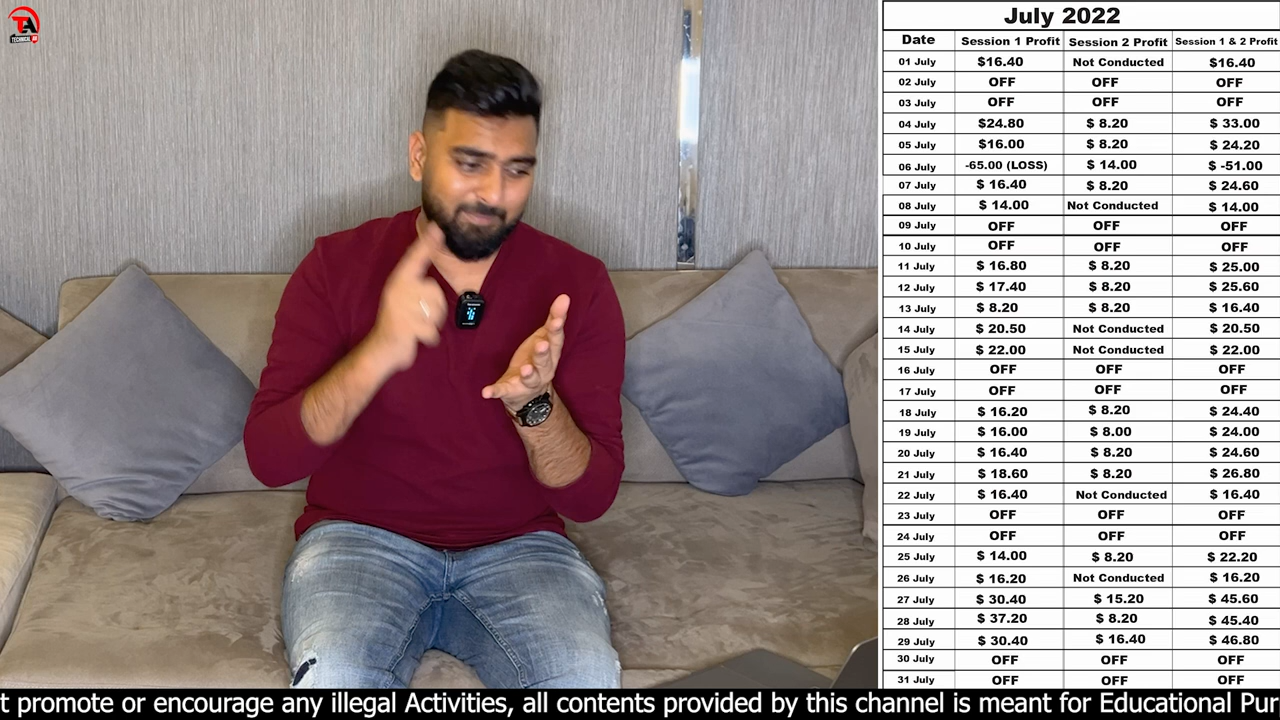 TA
TECHNICAL
July 2022
Date Session 1 Profit Session 2 Profit Session 1 & 2 Profit
01 July $16.40 Not Conducted $16.40
02 July OFF OFF OFF
03 July OFF OFF OFF
04 July $24.80 $ 8.20 $ 33.00
05 July $16.00 $ 8.20 $ 24.20
06 July -65.00 (LOSS) $ 14.00 $ -51.00
07 July $ 16.40 $ 8.20 $ 24.60
08 July $ 14.00 Not Conducted $ 14.00
09 July OFF OFF OFF
10 July OFF OFF OFF
11 July $ 16.80 $ 8.20 $ 25.00
12 July $ 17.40 $ 8.20 $ 25.60
13 July $ 8.20 $ 8.20 $ 16.40
14 July $ 20.50 Not Conducted $ 20.50
15 July $ 22.00 Not Conducted $ 22.00
16 July OFF OFF OFF
17 July OFF OFF OFF
18 July $ 16.20 $ 8.20 $ 24.40
19 July $ 16.00 $ 8.00 $ 24.00
20 July $ 16.40 $ 8.20 $ 24.60
21 July $ 18.60 $ 8.20 $ 26.80
22 July $ 16.40 Not Conducted $ 16.40
23 July OFF OFF OFF
24 July OFF OFF OFF
25 July $ 14.00 $ 8.20 $ 22.20
26 July $ 16.20 Not Conducted $ 16.20
27 July $ 30.40 $ 15.20 $ 45.60
28 July $ 37.20 $ 8.20 $ 45.40
29 July $ 30.40 $ 16.40 $ 46.80
30 July OFF OFF OFF
31 July OFF OFF OFF
t promote or encourage any illegal Activities, all contents provided by this channel is meant for Educational Pur